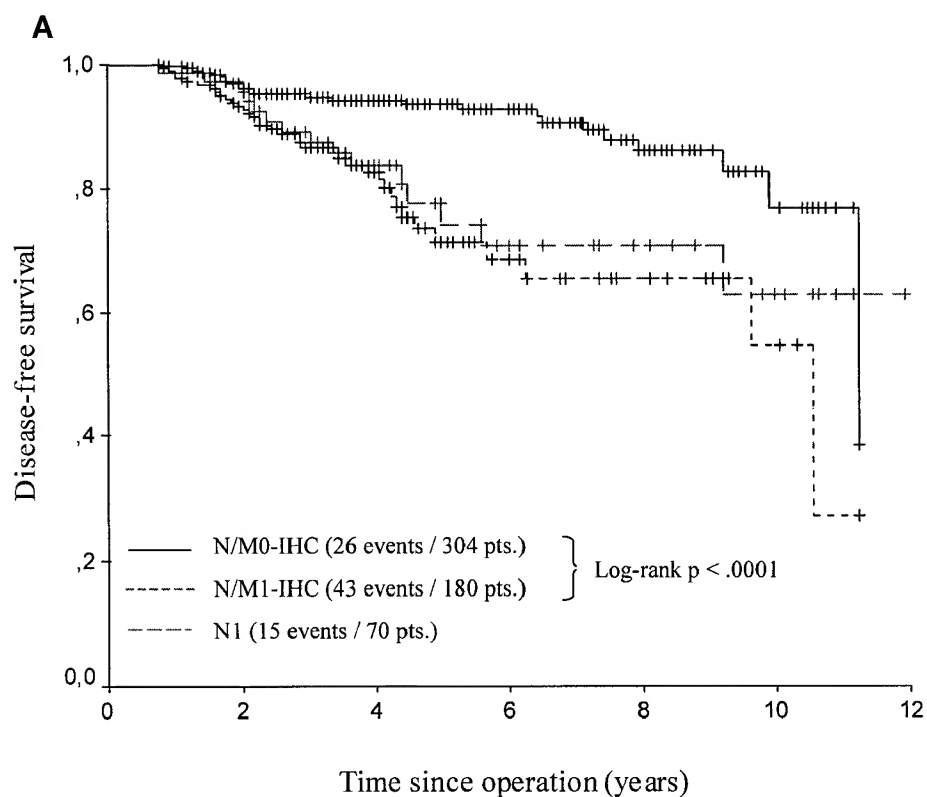 A
1,0
,8
,6
,4
,2
0,0
Disease-free survival
N/M0-IHC (26 events / 304 pts.)
N/M1-IHC (43 events / 180 pts.)
Log-rank p < .0001
N1 (15 events / 70 pts.)
0 2 4 6 8 10 12
Time since operation (years)